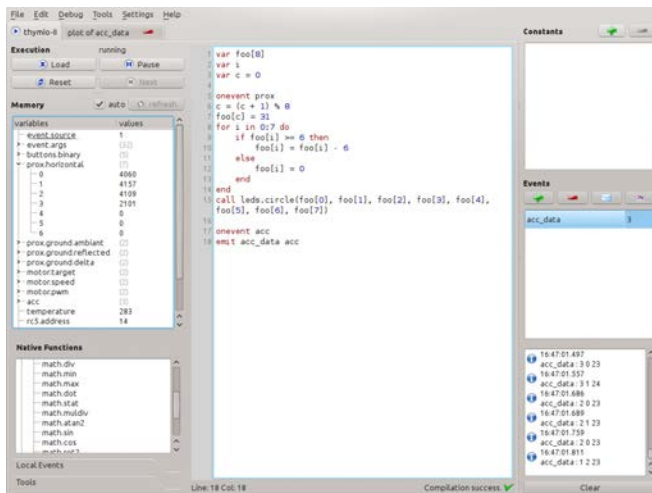 File Edit Debug Tools Settings Help
thymio-II plot of acc_data
Execution running
Load Pause
Reset Next
Memory auto refresh
variables values
event.source 1
event.args (32)
buttons.binary (5)
prox.horizontal (7)
0 4060
1 4157
2 4109
3 2101
4 0
5 0
6 0
prox.ground.ambiant (2)
prox.ground.reflected (2)
prox.ground.delta (2)
motor.target (2)
motor.speed (2)
motor.pwm (2)
acc (3)
temperature 283
rc5.address 14
Native Functions
math.div
math.min
math.max
math.dot
math.stat
math.muldiv
math.atan2
math.sin
math.cos
math.rot2
Local Events
Tools
1 var foo[8]
2 var i
3 var c = 0
4
5 onevent prox
6 c = (c + 1) % 8
7 foo[c] = 31
8 for i in 0:7 do
9 if foo[i] >= 6 then
10 foo[i] = foo[i] - 6
11 else
12 foo[i] = 0
13 end
14 end
15 call leds.circle(foo[0], foo[1], foo[2], foo[3], foo[4],
foo[5], foo[6], foo[7])
16
17 onevent acc
18 emit acc_data acc
Line: 18 Col: 18 Compilation success.
Constants
Events
acc_data 3
16:47:01.497
acc_data : 3 0 23
16:47:01.557
acc_data : 3 1 24
16:47:01.686
acc_data : 2 0 23
16:47:01.689
acc_data : 2 1 23
16:47:01.759
acc_data : 2 0 23
16:47:01.811
acc_data : 1 2 23
Clear